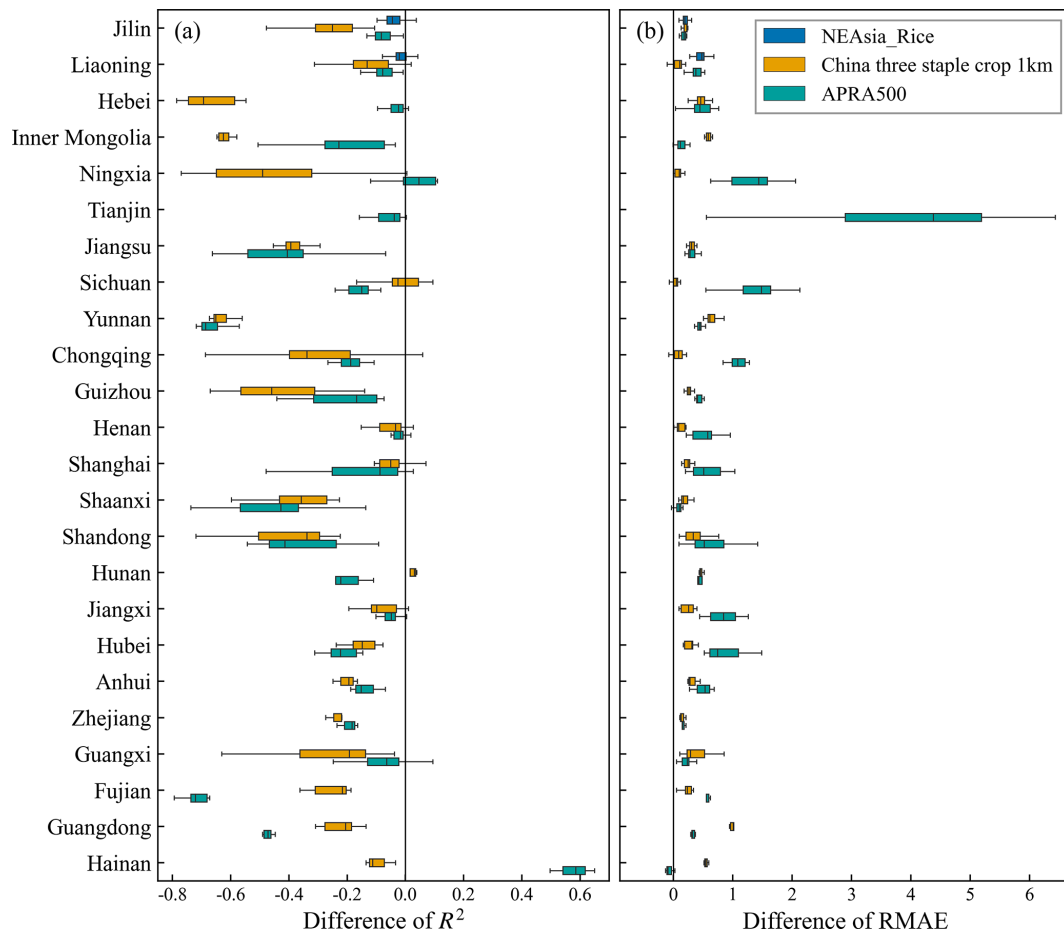 (a)
(b)
NEAsia_Rice
China three staple crop 1km
APRA500
Jilin
Liaoning
Hebei
Inner Mongolia
Ningxia
Tianjin
Jiangsu
Sichuan
Yunnan
Chongqing
Guizhou
Henan
Shanghai
Shaanxi
Shandong
Hunan
Jiangxi
Hubei
Anhui
Zhejiang
Guangxi
Fujian
Guangdong
Hainan
-0.8 -0.6 -0.4 -0.2 0.0 0.2 0.4 0.6
0 1 2 3 4 5 6
Difference of R²
Difference of RMAE